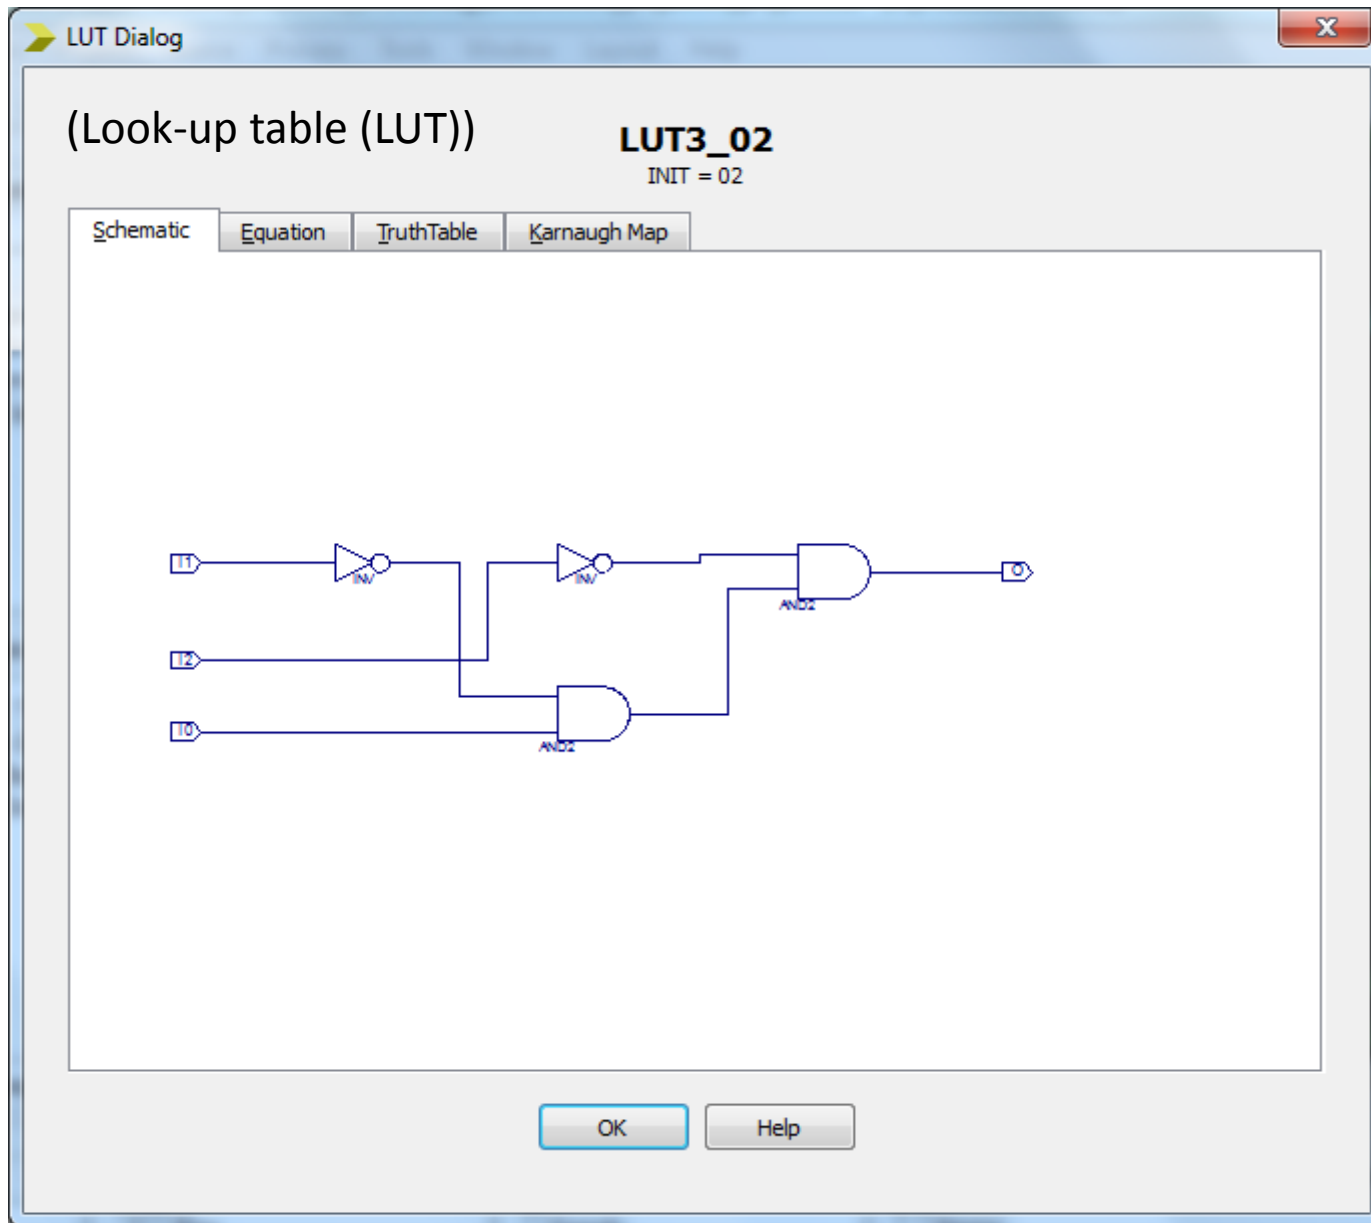 LUT Dialog
x
(Look-up table (LUT))
LUT3_02
INIT = 02
Schematic Equation TruthTable Karnaugh Map
I1
INV
INV
AND2
O
I2
I0
AND2
OK Help